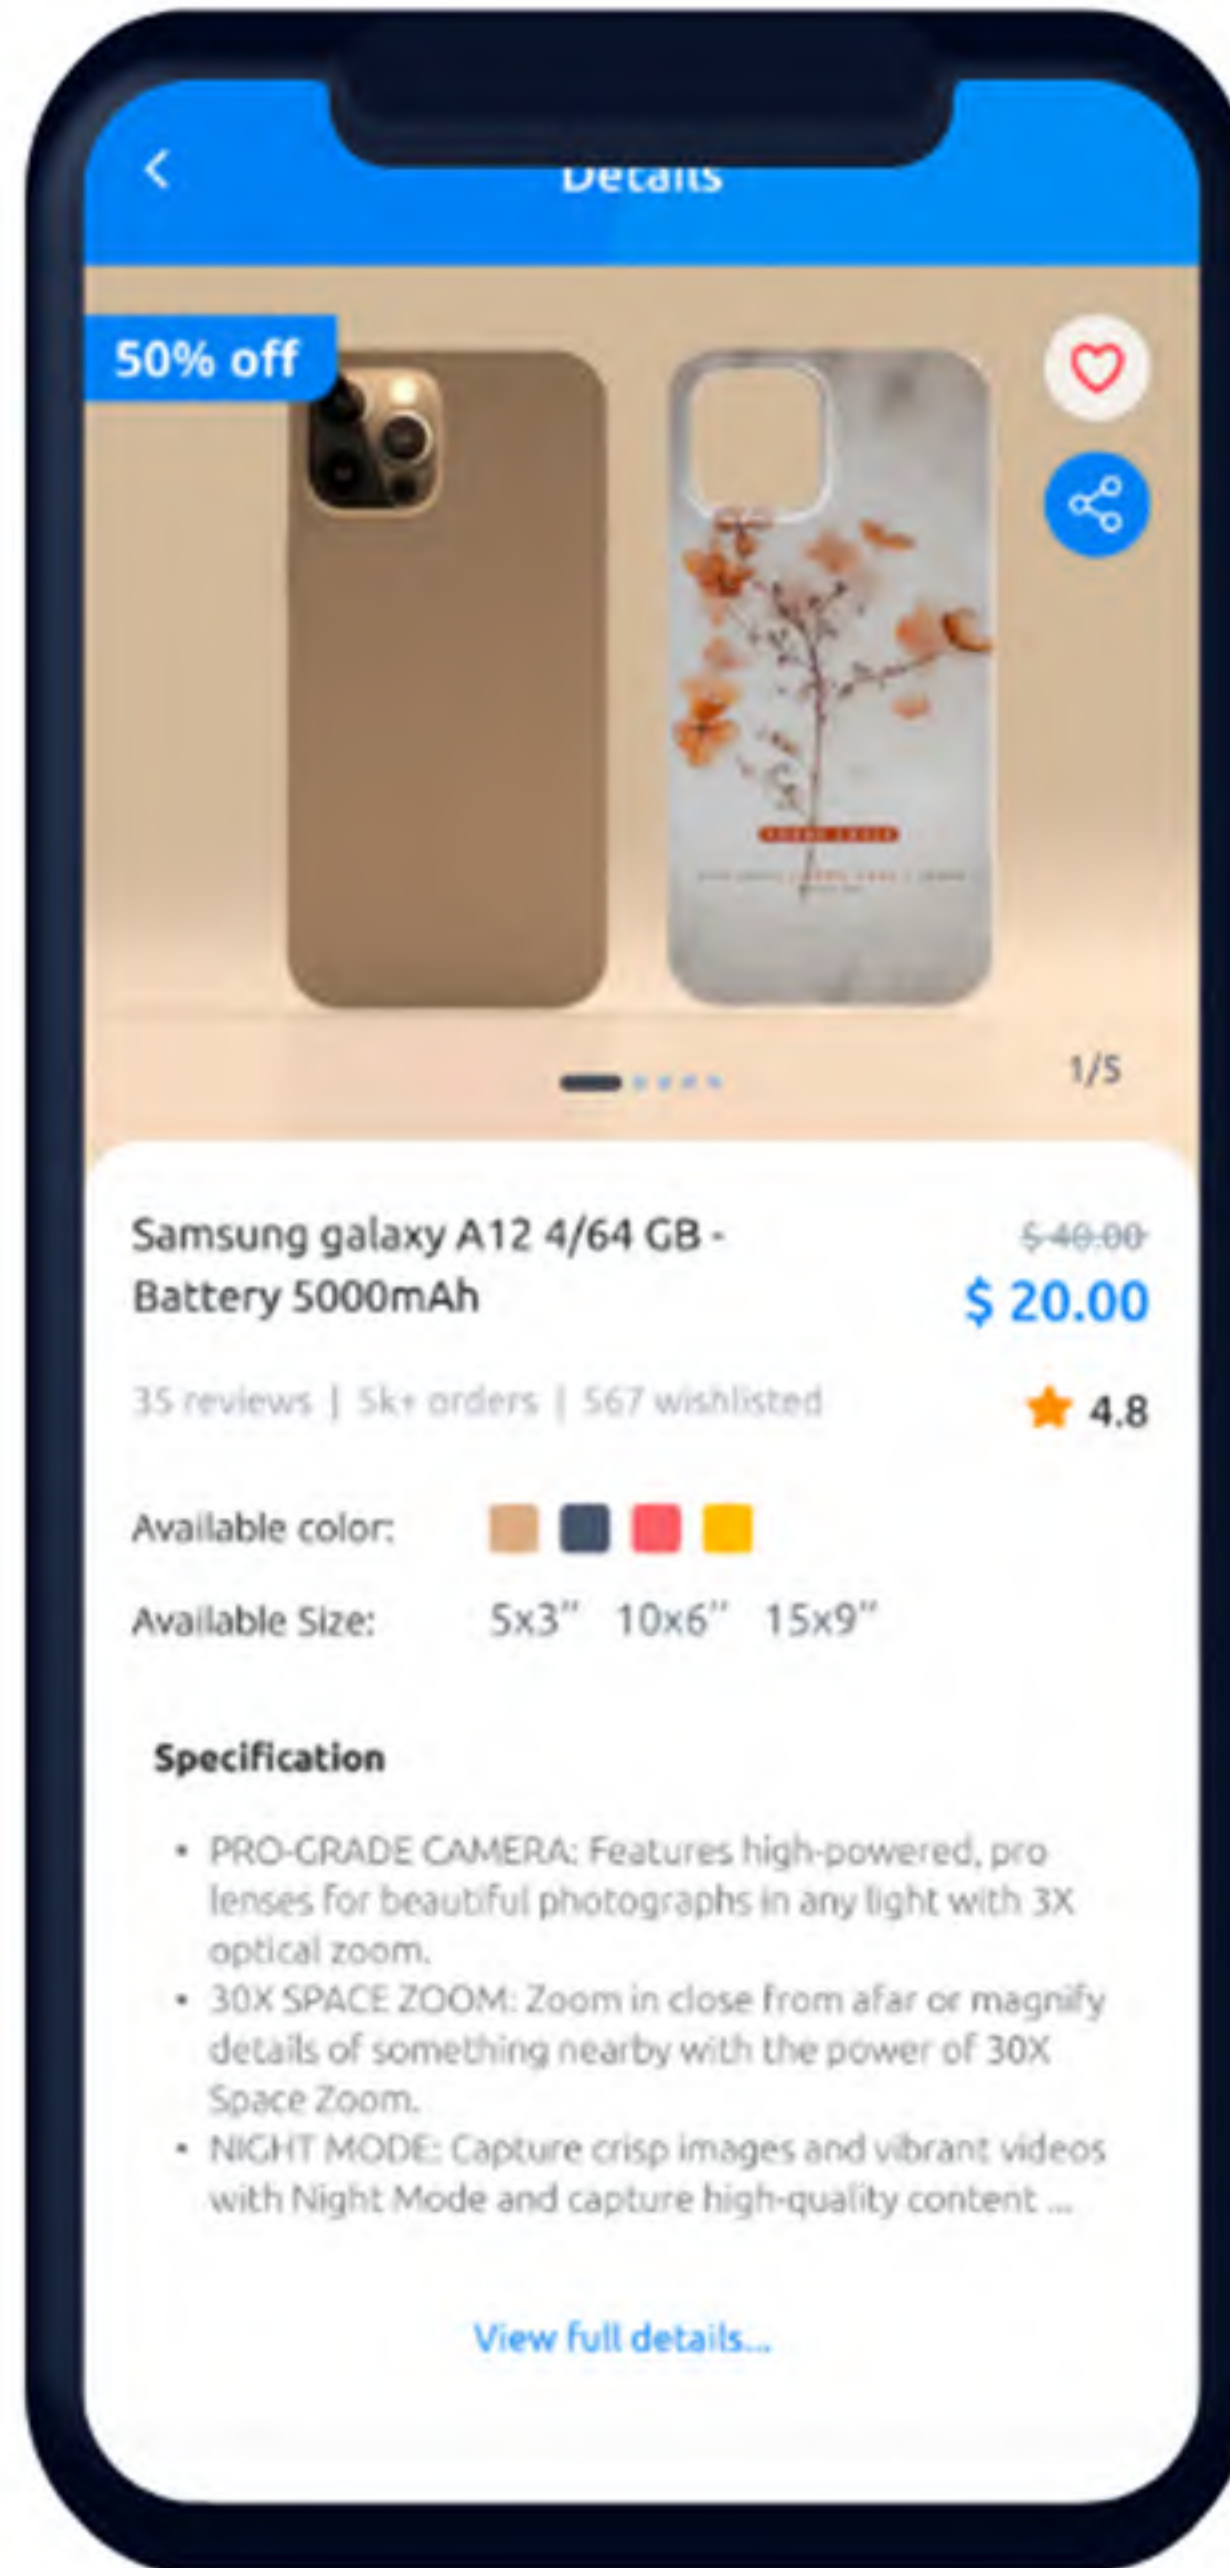 Details
50% off
1/5
Samsung galaxy A12 4/64 GB -
Battery 5000mAh
$ 40.00
$ 20.00
35 reviews | 5k+ orders | 567 wishlisted
4.8
Available color:
Available Size: 5x3” 10x6” 15x9”
Specification
• PRO-GRADE CAMERA: Features high-powered, pro
lenses for beautiful photographs in any light with 3X
optical zoom.
• 30X SPACE ZOOM: Zoom in close from afar or magnify
details of something nearby with the power of 30X
Space Zoom.
• NIGHT MODE: Capture crisp images and vibrant videos
with Night Mode and capture high-quality content ...
View full details...